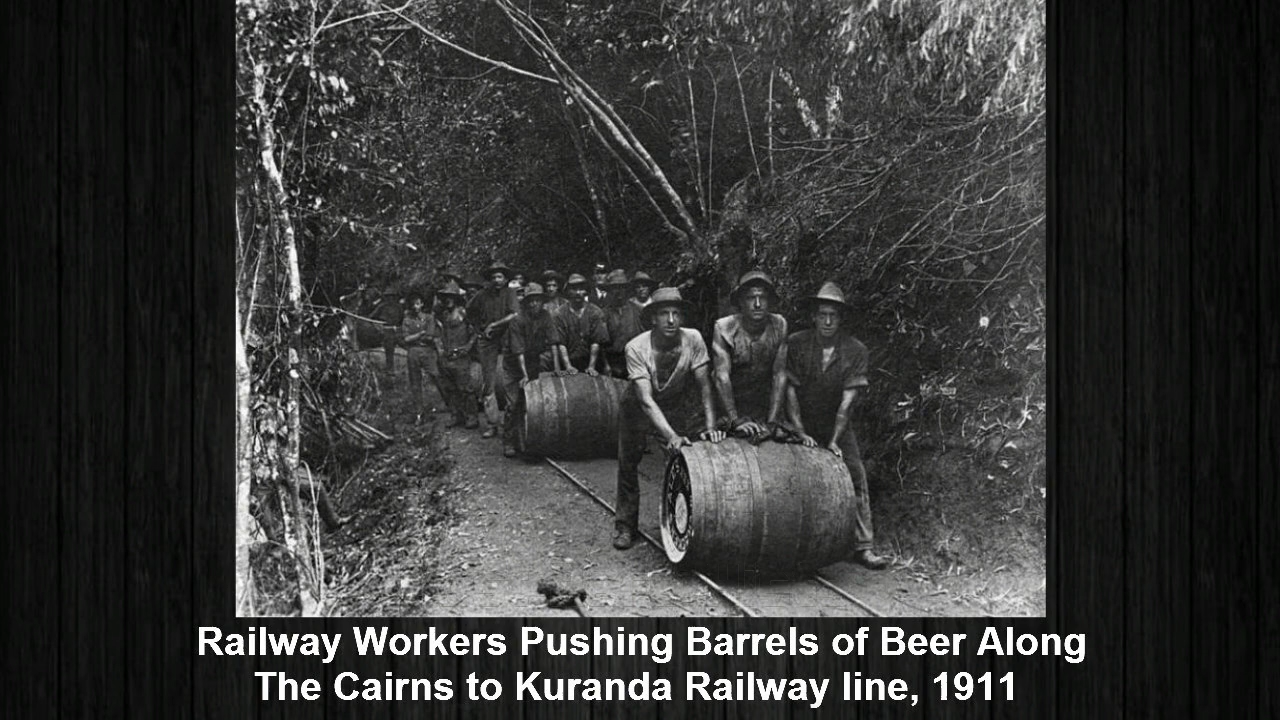 Railway Workers Pushing Barrels of Beer Along
The Cairns to Kuranda Railway line, 1911